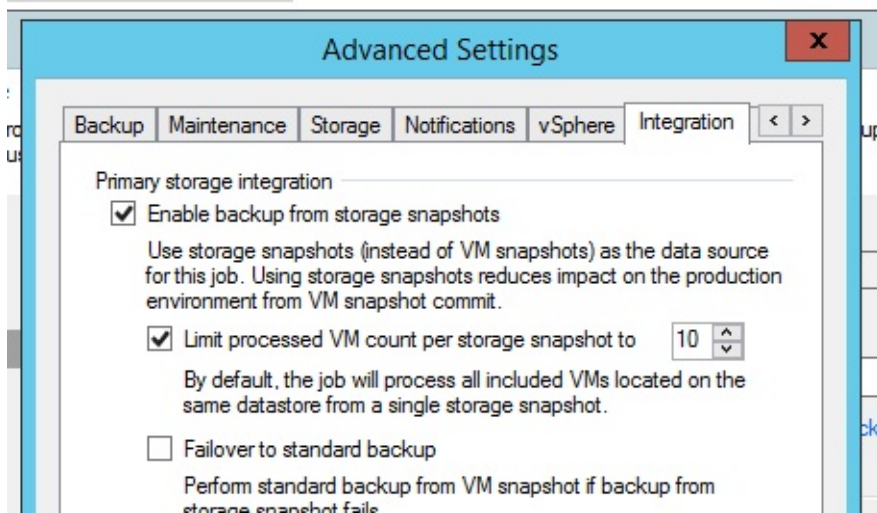 Advanced Settings
X
Backup Maintenance Storage Notifications vSphere Integration < >
Primary storage integration
Enable backup from storage snapshots
Use storage snapshots (instead of VM snapshots) as the data source
for this job. Using storage snapshots reduces impact on the production
environment from VM snapshot commit.
Limit processed VM count per storage snapshot to 10
By default, the job will process all included VMs located on the
same datastore from a single storage snapshot.
Failover to standard backup
Perform standard backup from VM snapshot if backup from
storage snapshot fails